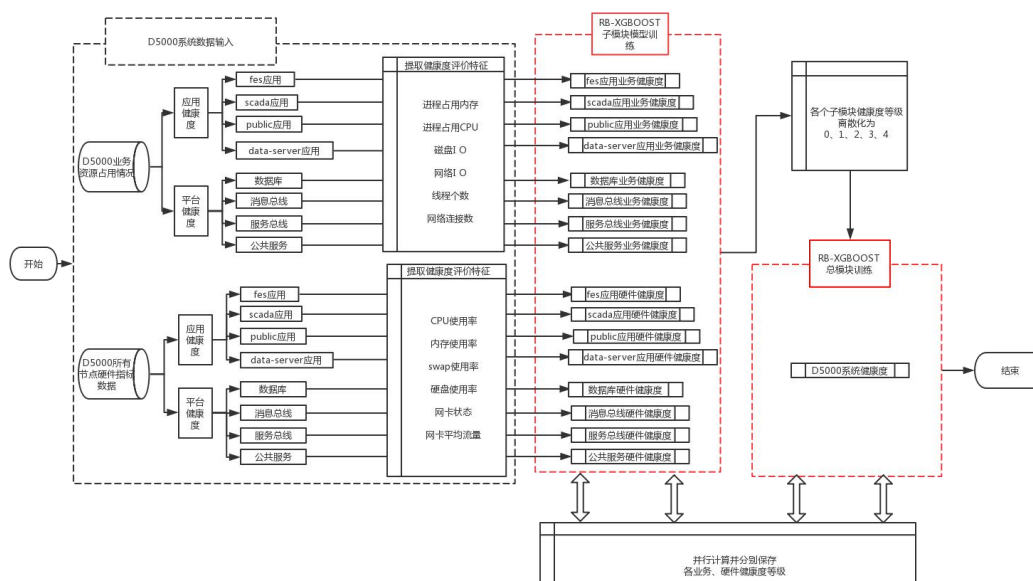 D5000系统数据输入
RB-XGBOOST
子模块模型训
练
开始
D5000业务
资源占用情况
应用
健康
度
fes应用
scada应用
public应用
data-server应用
平台
健康
度
数据库
消息总线
服务总线
公共服务
提取健康度评价特征
进程占用内存
进程占用CPU
磁盘I O
网络I O
线程个数
网络连接数
fes应用业务健康度
scada应用业务健康度
public应用业务健康度
data-server应用业务健康度
数据库业务健康度
消息总线业务健康度
服务总线业务健康度
公共服务业务健康度
D5000所有
节点硬件指标
数据
应用
健康
度
fes应用
scada应用
public应用
data-server应用
平台
健康
度
数据库
消息总线
服务总线
公共服务
提取健康度评价特征
CPU使用率
内存使用率
swap使用率
硬盘使用率
网卡状态
网卡平均流量
fes应用硬件健康度
scada应用硬件健康度
public应用硬件健康度
data-server应用硬件健康度
数据库硬件健康度
消息总线硬件健康度
服务总线硬件健康度
公共服务硬件健康度
各个子模块健康度等级
离散化为
0、1、2、3、4
RB-XGBOOST
总模块训练
D5000系统健康度
结束
并行计算并分别保存
各业务、硬件健康度等级